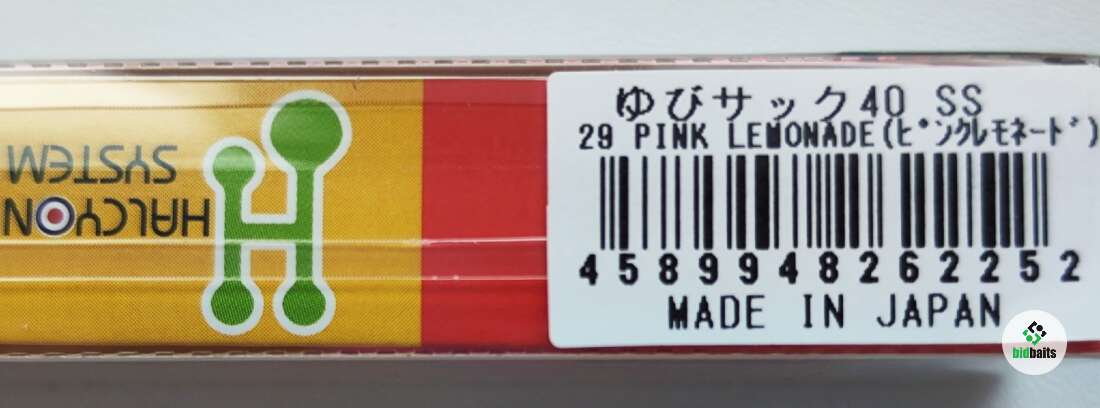 HALCYON
SYSTEM
ゆびサック40 SS
29 PINK LEMONADE(ピンクレモネード)
4589948262252
MADE IN JAPAN
bidbaits